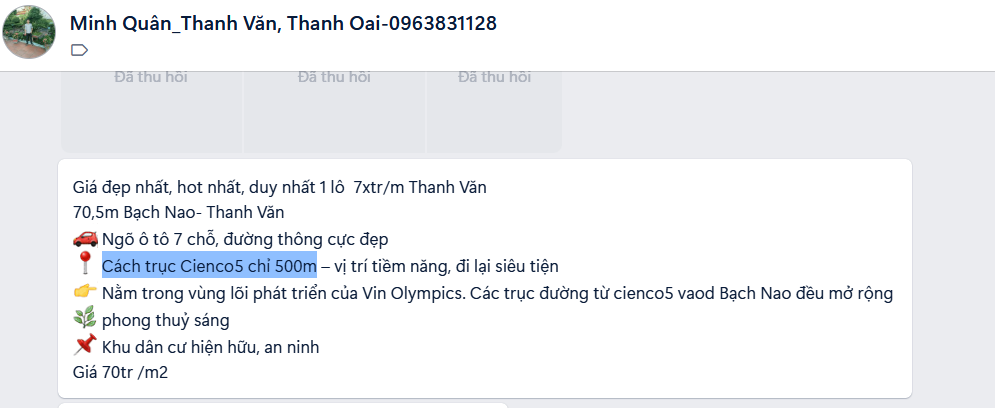 Minh Quân_Thanh Văn, Thanh Oai-0963831128
Đã thu hồi Đã thu hồi Đã thu hồi
Giá đẹp nhất, hot nhất, duy nhất 1 lô 7xtr/m Thanh Văn
70,5m Bạch Nao- Thanh Văn
🚗 Ngõ ô tô 7 chỗ, đường thông cực đẹp
📍 Cách trục Cienco5 chỉ 500m – vị trí tiềm năng, đi lại siêu tiện
👉 Nằm trong vùng lõi phát triển của Vin Olympics. Các trục đường từ cienco5 vaod Bạch Nao đều mở rộng
🌿 phong thuỷ sáng
📌 Khu dân cư hiện hữu, an ninh
Giá 70tr /m2